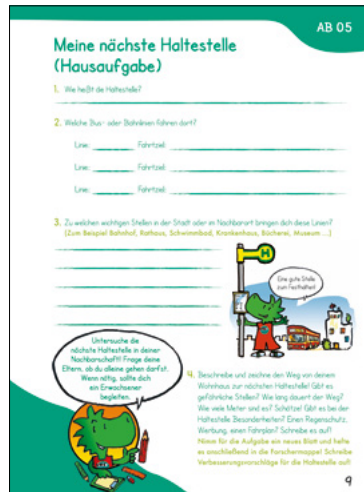 AB 05
Meine nächste Haltestelle
(Hausaufgabe)
1. Wie heißt die Haltestelle?
2. Welche Bus- oder Bahnlinien fahren dort?
Linie: Fahrtziel:
Linie: Fahrtziel:
Linie: Fahrtziel:
3. Zu welchen wichtigen Stellen in der Stadt oder im Nachbarort bringen dich diese Linien?
(Zum Beispiel Bahnhof, Rathaus, Schwimmbad, Krankenhaus, Bücherei, Museum ...)
H
Eine gute Stelle
zum Festhalten!
Untersuche die
nächste Haltestelle in deiner
Nachbarschaft! Frage deine
Eltern, ob du alleine gehen darfst.
Wenn nötig, sollte dich
ein Erwachsener
begleiten.
4. Beschreibe und zeichne den Weg von deinem
Wohnhaus zur nächsten Haltestelle! Gibt es
gefährliche Stellen? Wie lang dauert der Weg?
Wie viele Meter sind es? Schätze! Gibt es bei der
Haltestelle Besonderheiten? Einen Regenschutz,
Werbung, einen Fahrplan? Schreibe es auf!
Nimm für die Aufgabe ein neues Blatt und hefte
es anschließend in die Forschermappe! Schreibe
Verbesserungsvorschläge für die Haltestelle auf!
9